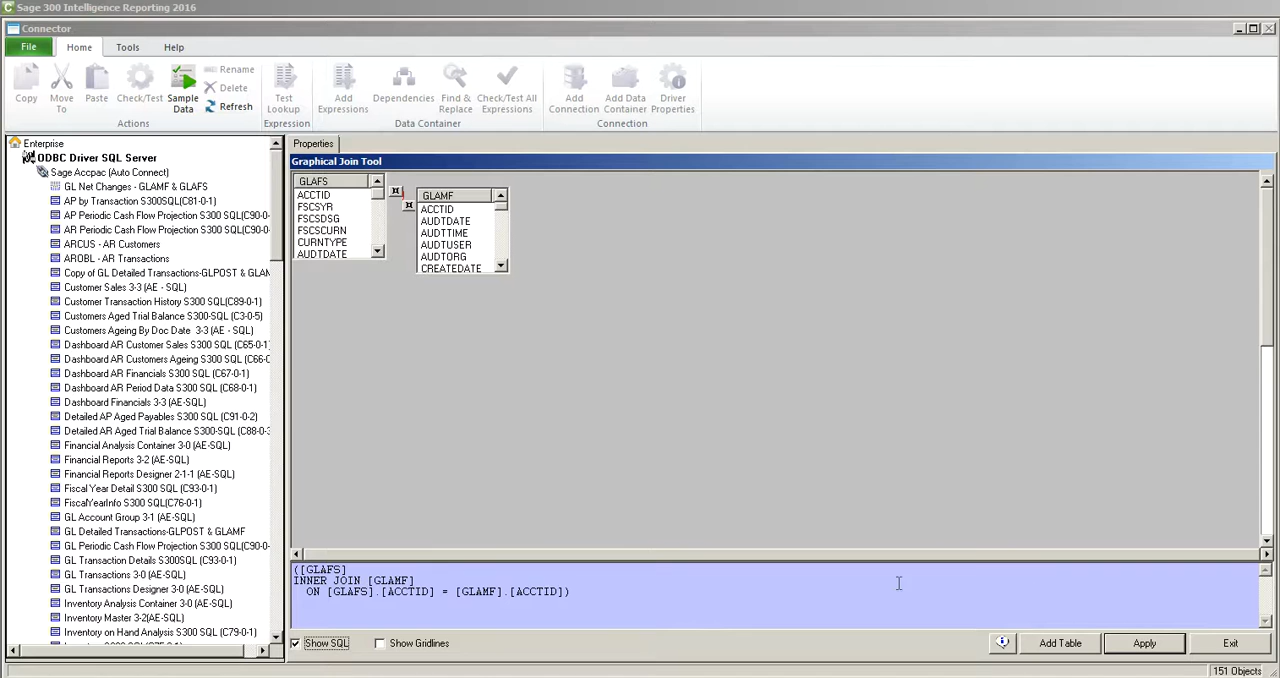 Sage 300 Intelligence Reporting 2016
Connector
File Home Tools Help
Copy
Move To
Paste
Check/Test
Sample Data
Rename
Delete
Refresh
Actions
Test Lookup
Expression
Add Expressions
Dependencies
Find & Replace
Check/Test All Expressions
Data Container
Add Connection
Add Data Container
Driver Properties
Connection
Enterprise
ODBC Driver SQL Server
Sage Accpac (Auto Connect)
GL Net Changes - GLAMF & GLAFS
AP by Transaction S300SQL(C81-0-1)
AP Periodic Cash Flow Projection S300 SQL(C90-0-
AR Periodic Cash Flow Projection S300 SQL(C90-0-
ARCUS - AR Customers
AROBL - AR Transactions
Copy of GL Detailed Transactions-GLPOST & GLAM
Customer Sales 3-3 (AE - SQL)
Customer Transaction History S300 SQL(C89-0-1)
Customers Aged Trial Balance S300-SQL (C3-0-5)
Customers Ageing By Doc Date 3-3 (AE - SQL)
Dashboard AR Customer Sales S300 SQL (C65-0-1)
Dashboard AR Customers Ageing S300 SQL (C66-0
Dashboard AR Financials S300 SQL (C67-0-1)
Dashboard AR Period Data S300 SQL (C68-0-1)
Dashboard Financials 3-3 (AE-SQL)
Detailed AP Aged Payables S300 SQL (C91-0-2)
Detailed AR Aged Trial Balance S300 SQL (C88-0-3
Financial Analysis Container 3-0 (AE-SQL)
Financial Reports 3-2 (AE-SQL)
Financial Reports Designer 2-1-1 (AE-SQL)
Fiscal Year Detail S300 SQL (C93-0-1)
FiscalYearInfo S300 SQL(C76-0-1)
GL Account Group 3-1 (AE-SQL)
GL Detailed Transactions-GLPOST & GLAMF
GL Periodic Cash Flow Projection S300 SQL(C90-0-
GL Transaction Details S300SQL (C93-0-1)
GL Transactions 3-0 (AE-SQL)
GL Transactions Designer 3-0 (AE-SQL)
Inventory Analysis Container 3-0 (AE-SQL)
Inventory Master 3-2(AE-SQL)
Inventory on Hand Analysis S300 SQL (C79-0-1)
Properties
Graphical Join Tool
GLAFS
ACCTID
FSCSYR
FSCSDSG
FSCSCURN
CURNTYPE
AUDTDATE
GLAMF
ACCTID
AUDTDATE
AUDTTIME
AUDTUSER
AUDTORG
CREATEDATE
([GLAFS]
INNER JOIN [GLAMF]
ON [GLAFS].[ACCTID] = [GLAMF].[ACCTID])
Show SQL
Show Gridlines
Add Table
Apply
Exit
151 Objects